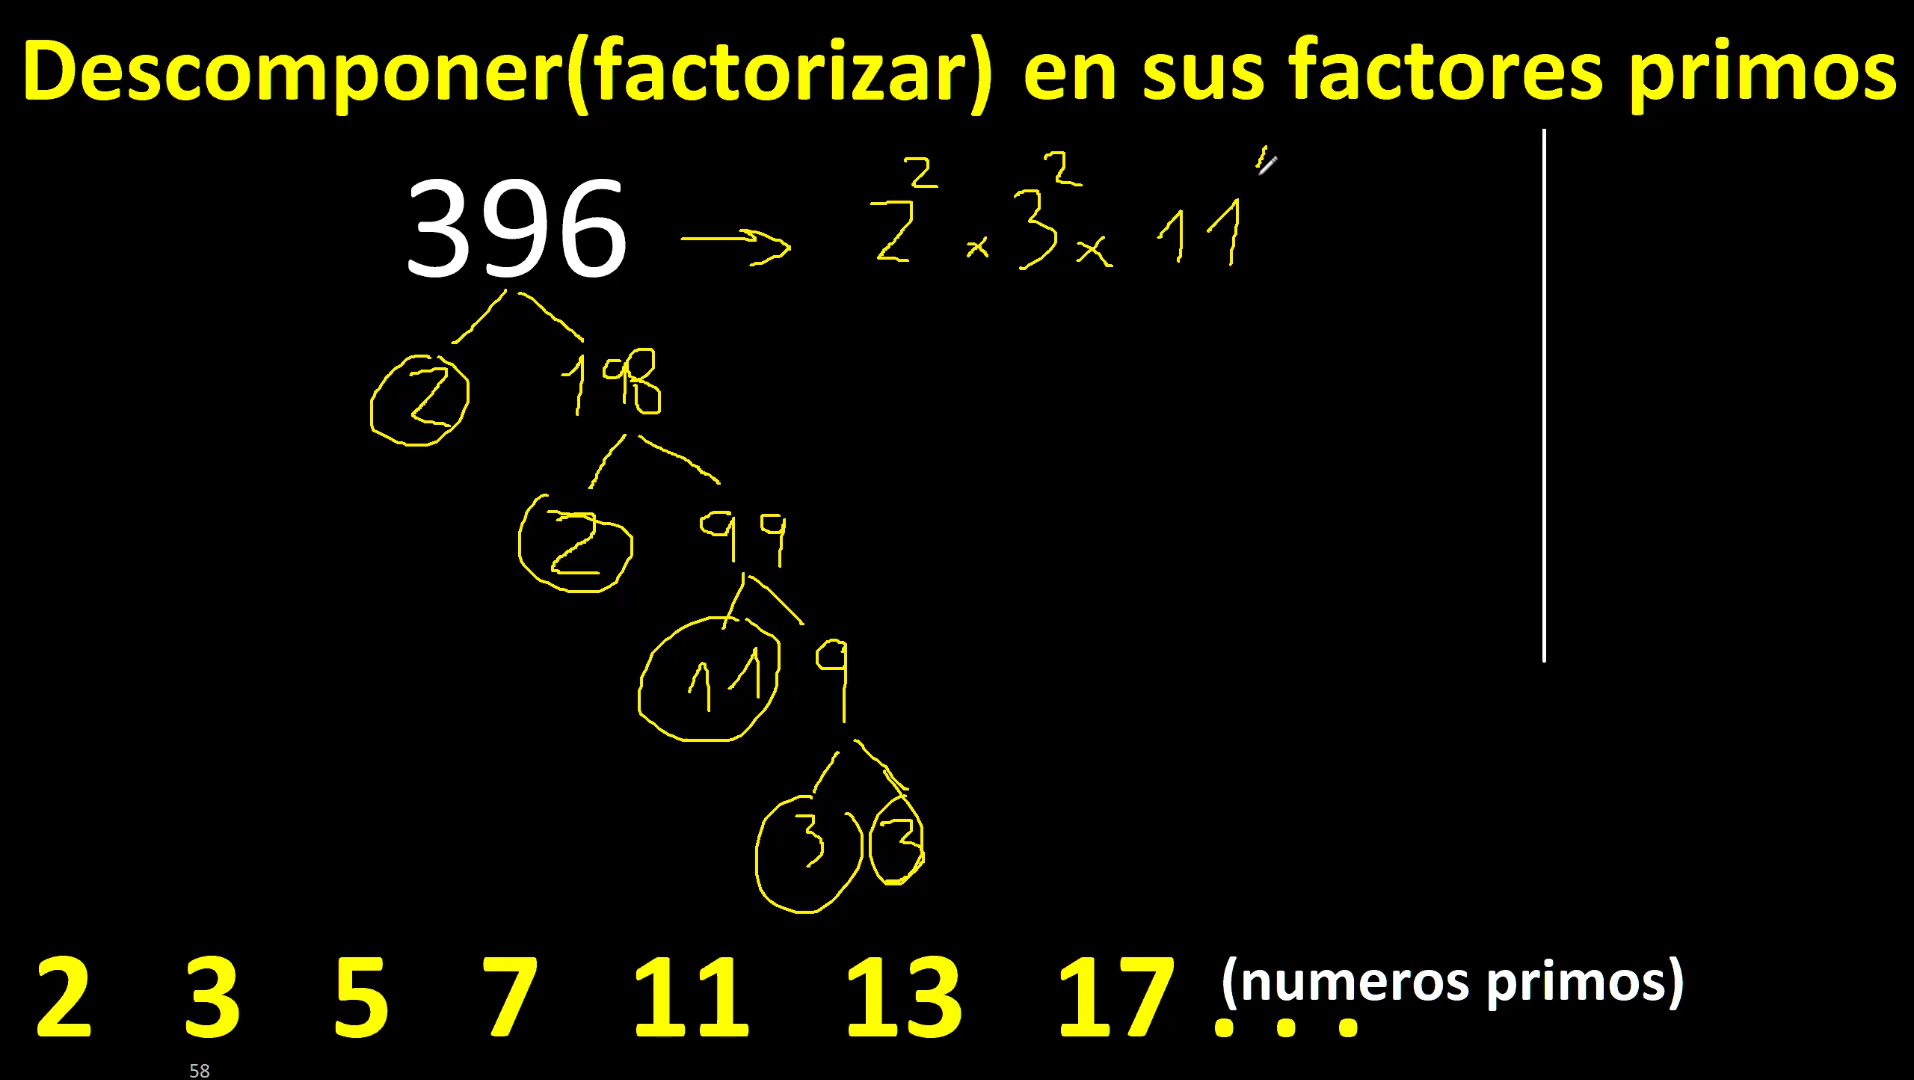 Descomponer(factorizar) en sus factores primos
396 → 2² × 3² × 11¹
2 198
2 99
11 9
3 3
2 3 5 7 11 13 17 . . . (numeros primos)
58